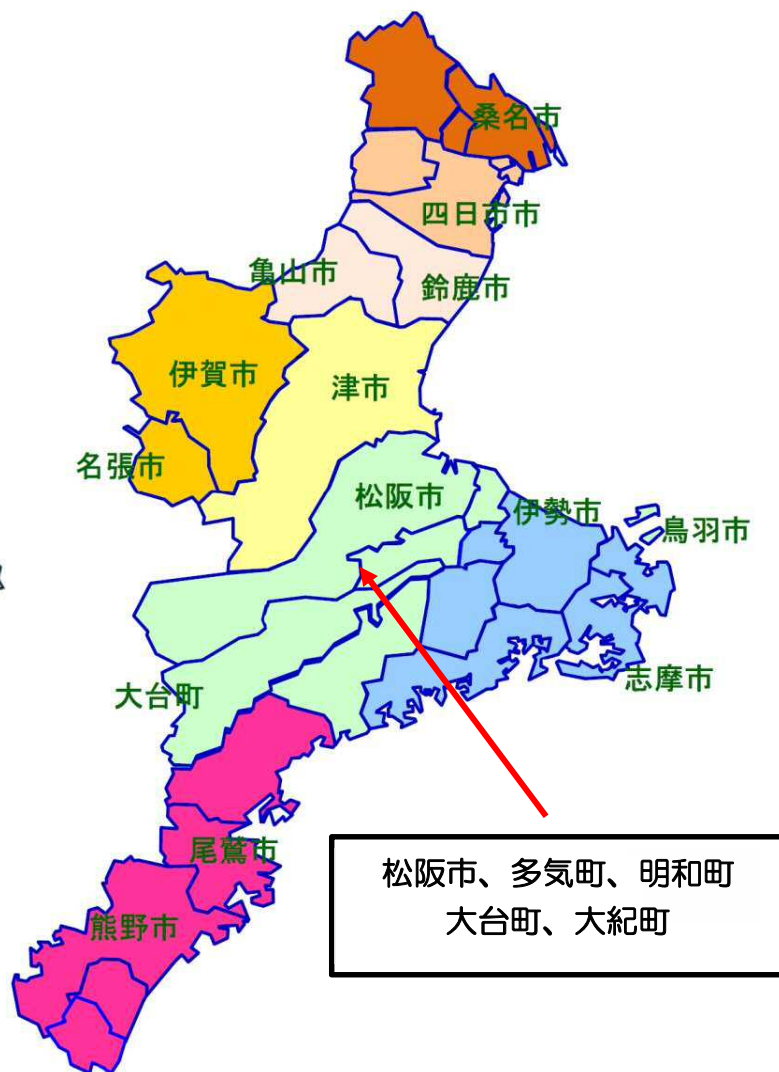 桑名市
四日市市
亀山市
鈴鹿市
伊賀市
津市
名張市
松阪市
伊勢市
鳥羽市
志摩市
大台町
尾鷲市
熊野市
松阪市、多気町、明和町
大台町、大紀町